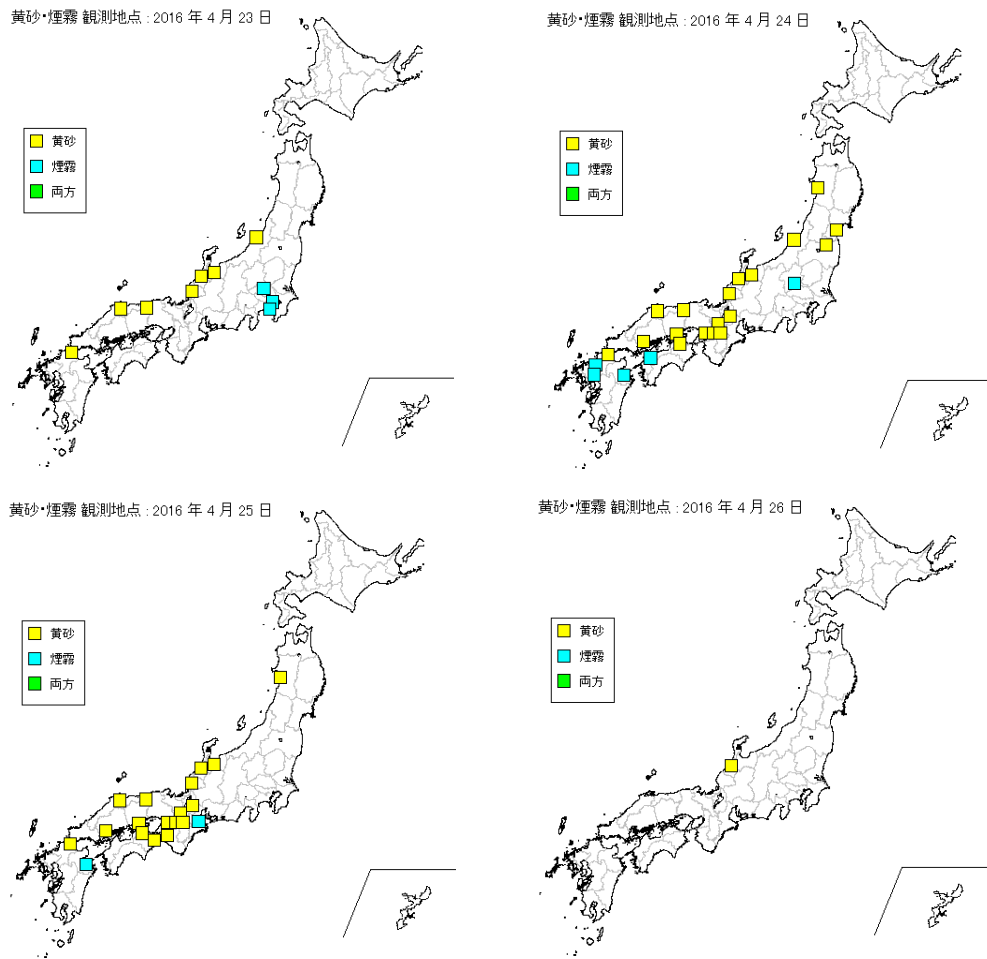 黄砂・煙霧 観測地点 : 2016 年 4 月 23 日
黄砂
煙霧
両方
黄砂・煙霧 観測地点 : 2016 年 4 月 24 日
黄砂
煙霧
両方
黄砂・煙霧 観測地点 : 2016 年 4 月 25 日
黄砂
煙霧
両方
黄砂・煙霧 観測地点 : 2016 年 4 月 26 日
黄砂
煙霧
両方